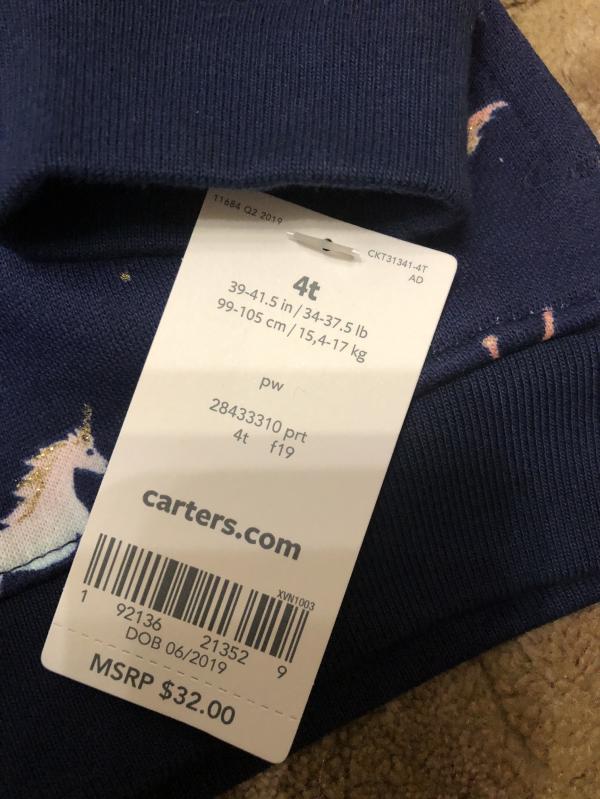 11684 Q2 2019
CKT31341-4T
AD
4t
39-41.5 in / 34-37.5 lb
99-105 cm / 15,4-17 kg
pw
28433310 prt
4t f19
carters.com
XVN1003
1 92136 21352 9
DOB 06/2019
MSRP $32.00